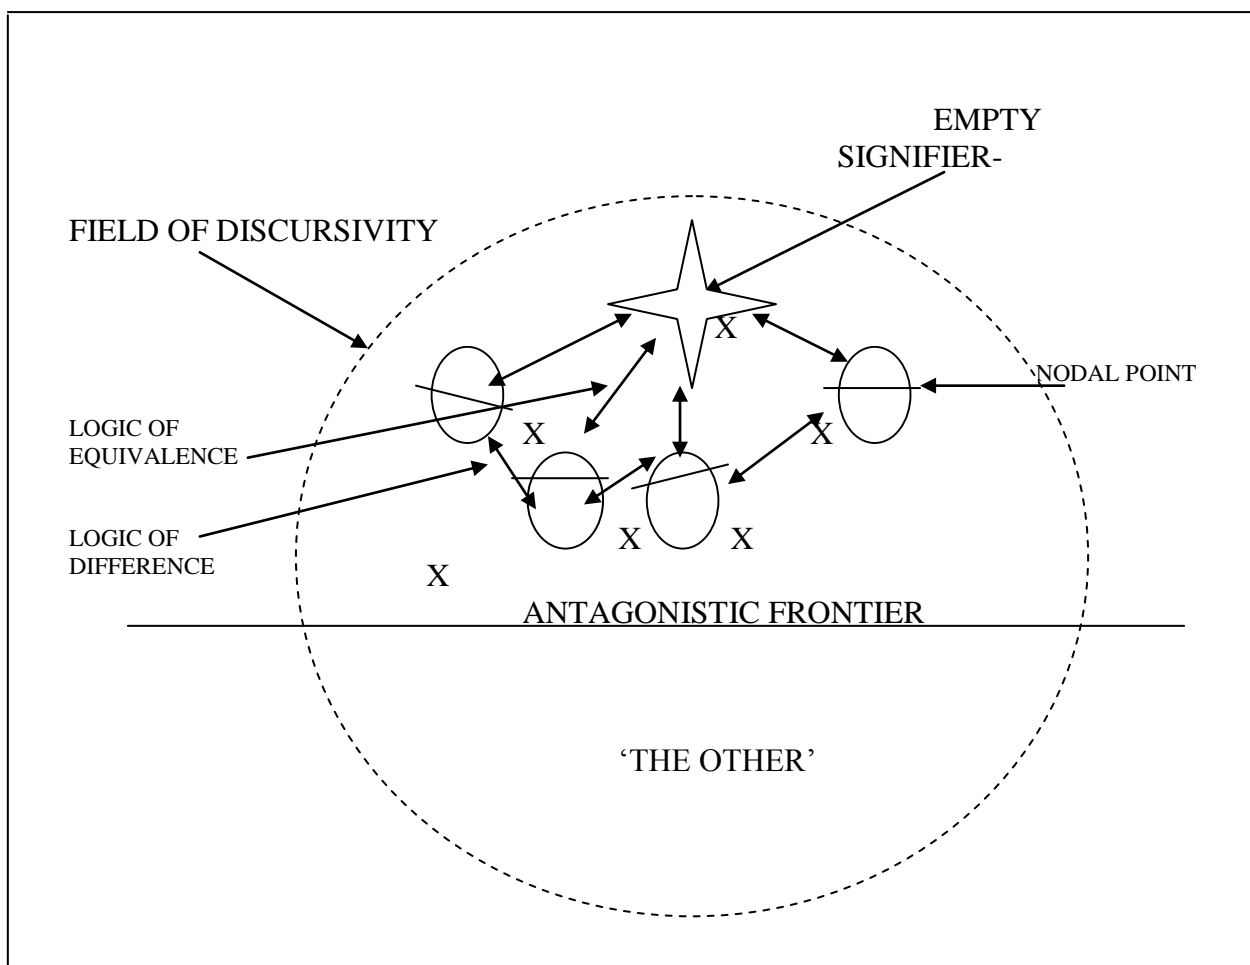 EMPTY
SIGNIFIER-
FIELD OF DISCURSIVITY
X
NODAL POINT
LOGIC OF
EQUIVALENCE
X
X
LOGIC OF
DIFFERENCE
X
X
X
ANTAGONISTIC FRONTIER
‘THE OTHER’